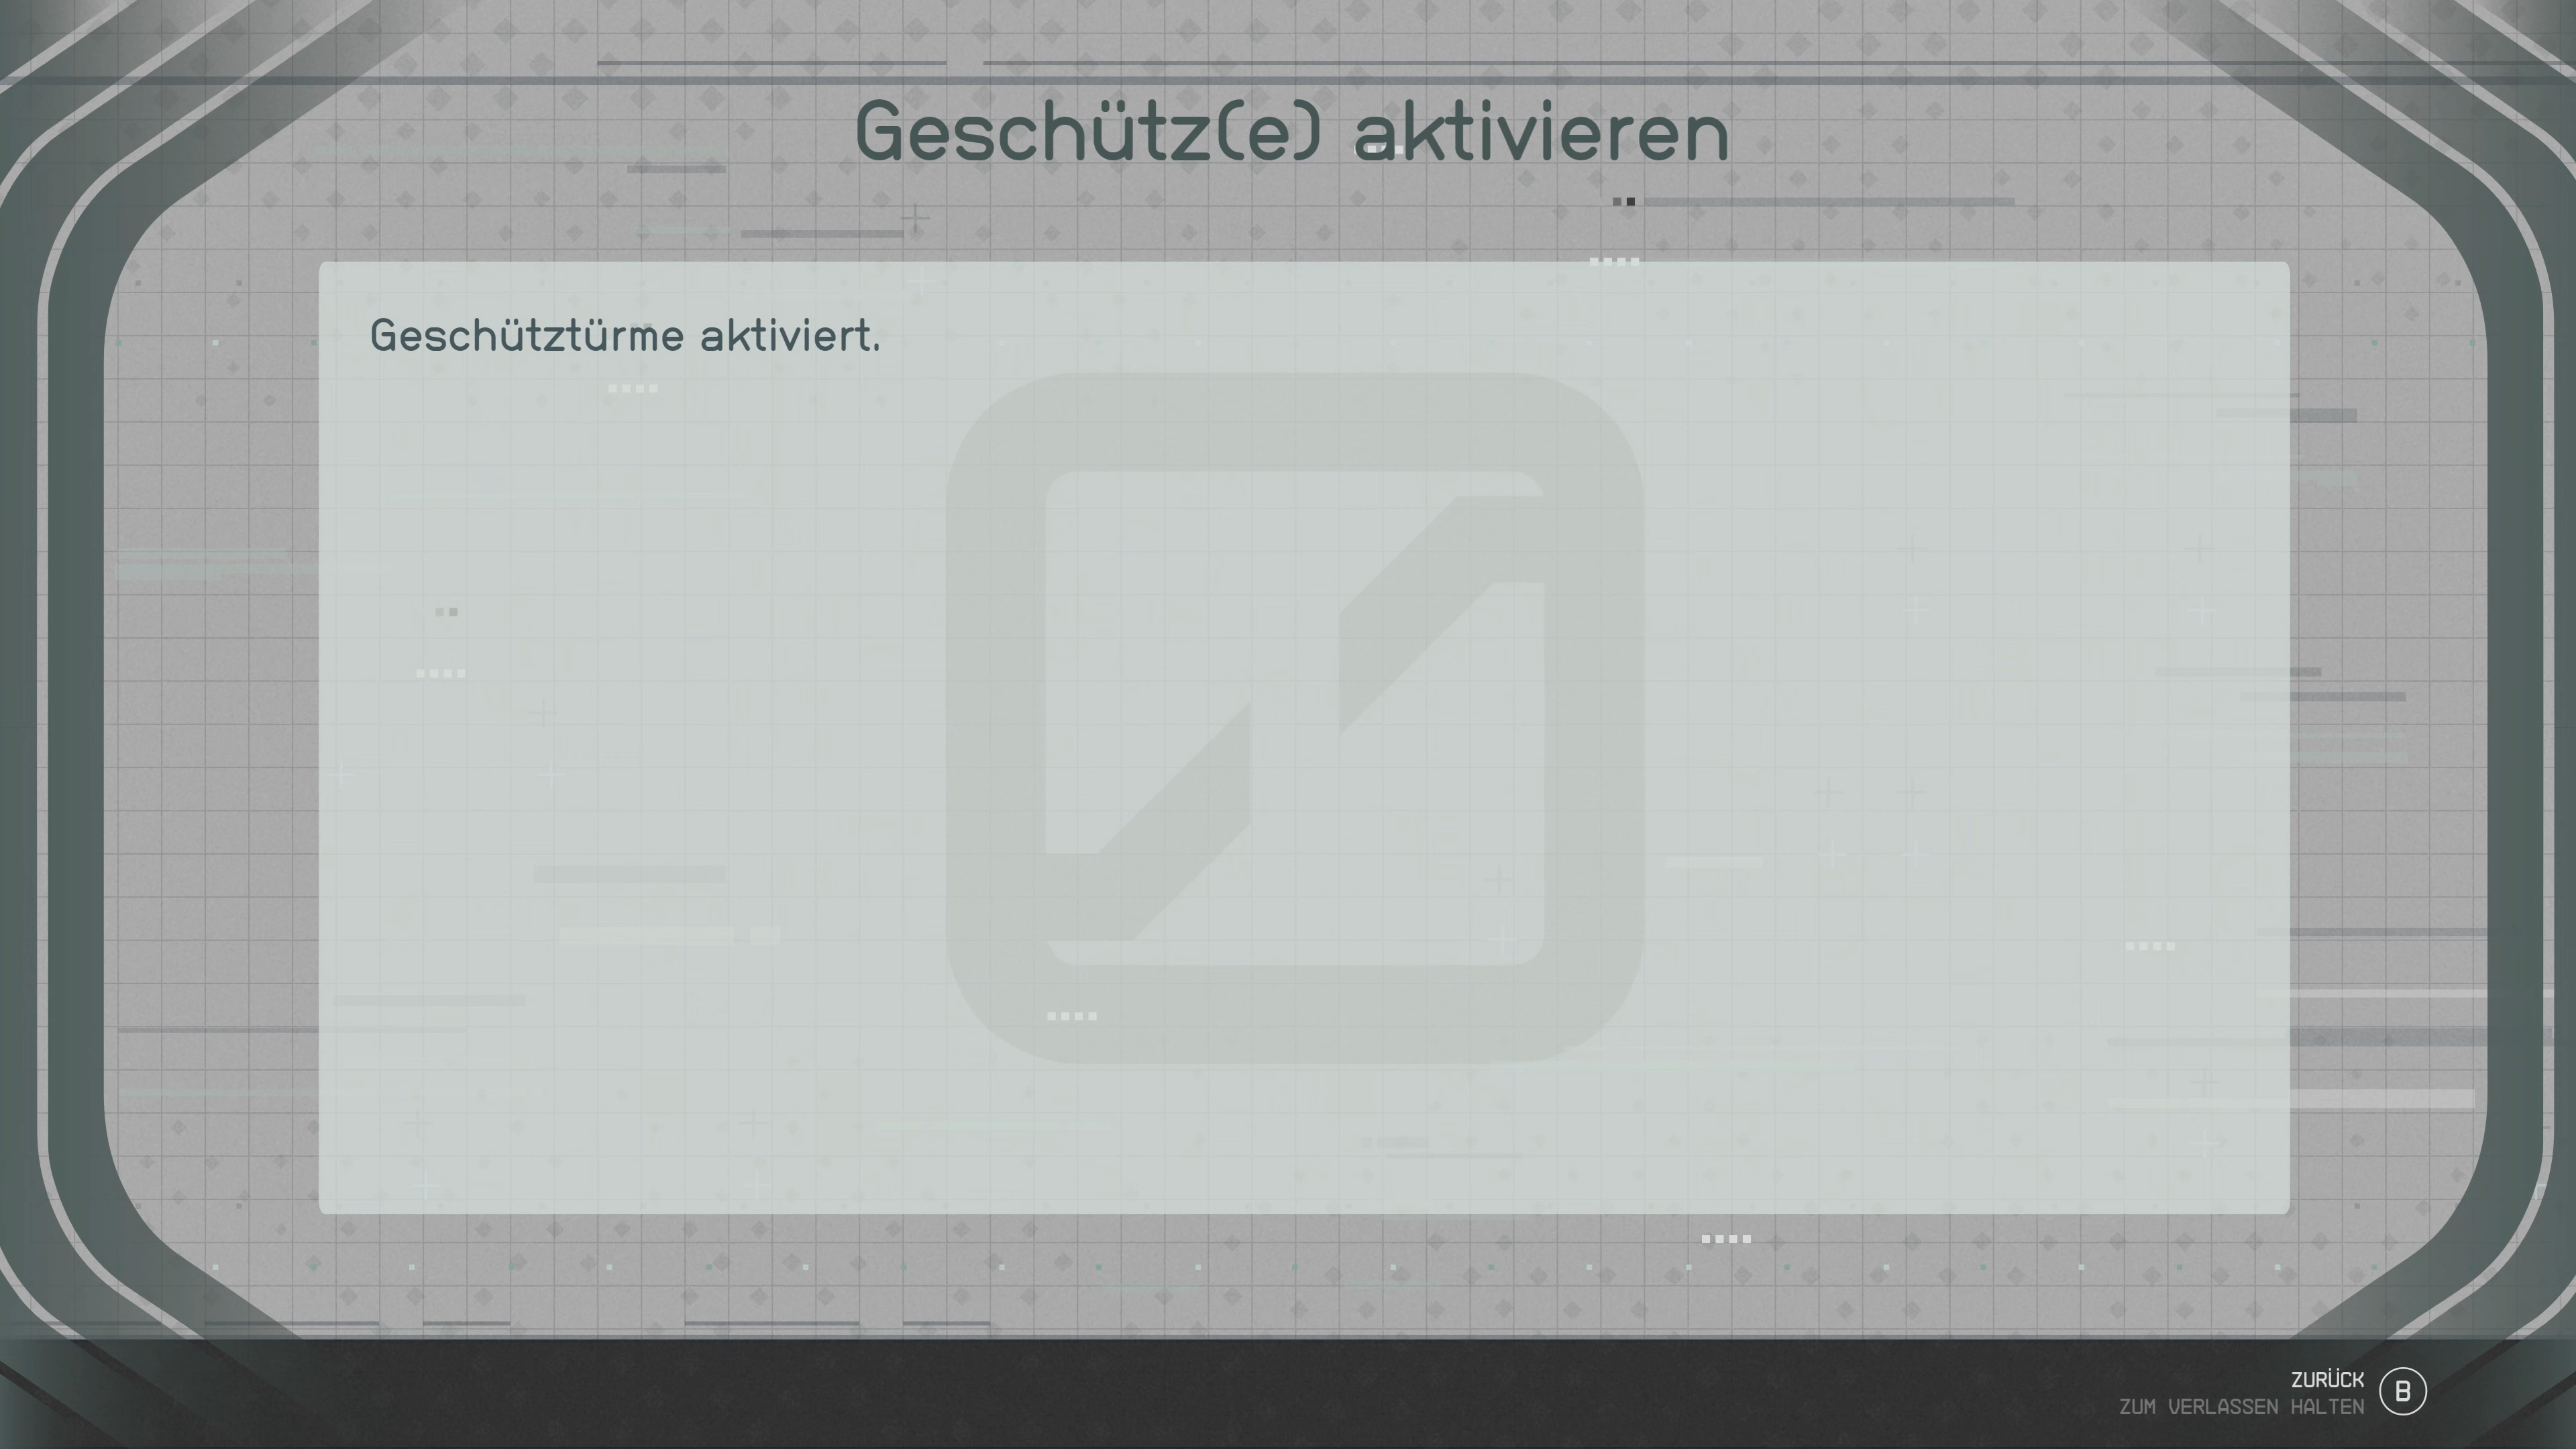 Geschütz(e) aktivieren
Geschütztürme aktiviert.
ZURÜCK
ZUM VERLASSEN HALTEN
B